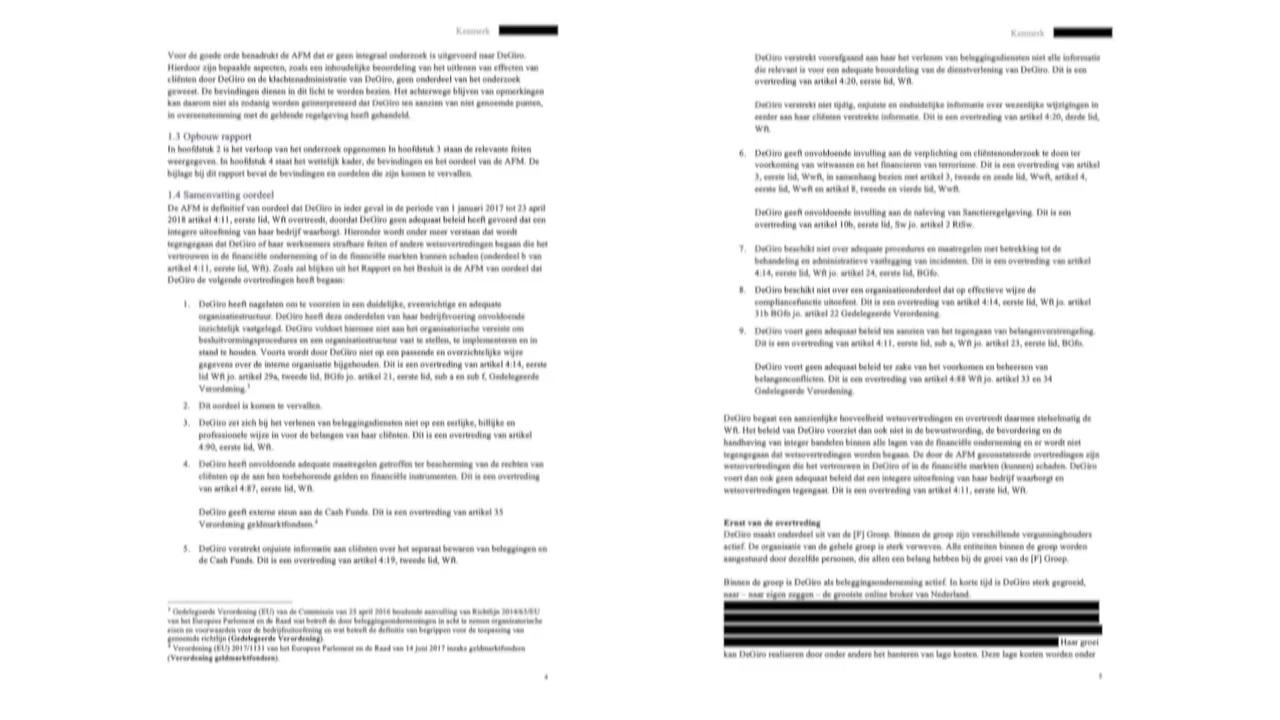 Kenmerk
Voor de goede orde benadrukt de AFM dat er geen integraal onderzoek is uitgevoerd naar DeGiro.
Hierdoor zijn bepaalde aspecten, zoals een inhoudelijke beoordeling van het uitlenen van effecten van
cliënten door DeGiro en de klachtenadministratie van DeGiro, geen onderdeel van het onderzoek
geweest. De bevindingen dienen in dit licht te worden bezien. Het achterwege blijven van opmerkingen
kan daarom niet als zodanig worden geïnterpreteerd dat DeGiro ten aanzien van niet genoemde punten,
in overeenstemming met de geldende regelgeving heeft gehandeld.
1.3 Opbouw rapport
In hoofdstuk 2 is het verloop van het onderzoek opgenomen In hoofdstuk 3 staan de relevante feiten
weergegeven. In hoofdstuk 4 staat het wettelijk kader, de bevindingen en het oordeel van de AFM. De
bijlage bij dit rapport bevat de bevindingen en oordelen die zijn komen te vervallen.
1.4 Samenvatting oordeel
De AFM is definitief van oordeel dat DeGiro in ieder geval in de periode van 1 januari 2017 tot 23 april
2018 artikel 4:11, eerste lid, Wft overtreedt, doordat DeGiro geen adequaat beleid heeft gevoerd dat een
integere uitoefening van haar bedrijf waarborgt. Hieronder wordt onder meer verstaan dat wordt
tegengegaan dat DeGiro of haar werknemers strafbare feiten of andere wetsovertredingen begaan die het
vertrouwen in de financiële onderneming of in de financiële markten kunnen schaden (onderdeel b van
artikel 4:11, eerste lid, Wft). Zoals zal blijken uit het Rapport en het Besluit is de AFM van oordeel dat
DeGiro de volgende overtredingen heeft begaan:
1. DeGiro heeft nagelaten om te voorzien in een duidelijke, evenwichtige en adequate
organisatiestructuur. DeGiro heeft deze onderdelen van haar bedrijfsvoering onvoldoende
inzichtelijk vastgelegd. DeGiro voldoet hiermee niet aan het organisatorische vereiste om
besluitvormingsprocedures en een organisatiestructuur vast te stellen, te implementeren en in
stand te houden. Voorts wordt door DeGiro niet op een passende en overzichtelijke wijze
gegevens over de interne organisatie bijgehouden. Dit is een overtreding van artikel 4:14, eerste
lid Wft jo. artikel 29a, tweede lid, BGfo jo. artikel 21, eerste lid, sub a en sub f, Gedelegeerde
Verordening.³
2. Dit oordeel is komen te vervallen.
3. DeGiro zet zich bij het verlenen van beleggingsdiensten niet op een eerlijke, billijke en
professionele wijze in voor de belangen van haar cliënten. Dit is een overtreding van artikel
4:90, eerste lid, Wft.
4. DeGiro heeft onvoldoende adequate maatregelen getroffen ter bescherming van de rechten van
cliënten op de aan hen toebehorende gelden en financiële instrumenten. Dit is een overtreding
van artikel 4:87, eerste lid, Wft.
DeGiro geeft externe steun aan de Cash Funds. Dit is een overtreding van artikel 35
Verordening geldmarktfondsen.⁴
5. DeGiro verstrekt onjuiste informatie aan cliënten over het separaat bewaren van beleggingen en
de Cash Funds. Dit is een overtreding van artikel 4:19, tweede lid, Wft.
³ Gedelegeerde Verordening (EU) van de Commissie van 25 april 2016 houdende aanvulling van Richtlijn 2014/65/EU
van het Europees Parlement en de Raad wat betreft de door beleggingsondernemingen in acht te nemen organisatorische
eisen en voorwaarden voor de bedrijfsuitoefening en wat betreft de definitie van begrippen voor de toepassing van
genoemde richtlijn (Gedelegeerde Verordening).
⁴ Verordening (EU) 2017/1131 van het Europees Parlement en de Raad van 14 juni 2017 inzake geldmarktfondsen
(Verordening geldmarktfondsen).
4
Kenmerk
DeGiro verstrekt voorafgaand aan haar het verlenen van beleggingsdiensten niet alle informatie
die relevant is voor een adequate beoordeling van de dienstverlening van DeGiro. Dit is een
overtreding van artikel 4:20, eerste lid, Wft.
DeGiro verstrekt niet tijdig, onjuiste en onduidelijke informatie over wezenlijke wijzigingen in
eerder aan haar cliënten verstrekte informatie. Dit is een overtreding van artikel 4:20, derde lid,
Wft.
6. DeGiro geeft onvoldoende invulling aan de verplichting om cliëntenonderzoek te doen ter
voorkoming van witwassen en het financieren van terrorisme. Dit is een overtreding van artikel
3, eerste lid, Wwft, in samenhang bezien met artikel 3, tweede en zesde lid, Wwft, artikel 4,
eerste lid, Wwft en artikel 8, tweede en vierde lid, Wwft.
DeGiro geeft onvoldoende invulling aan de naleving van Sanctieregelgeving. Dit is een
overtreding van artikel 10b, eerste lid, Sw jo. artikel 2 RtSw.
7. DeGiro beschikt niet over adequate procedures en maatregelen met betrekking tot de
behandeling en administratieve vastlegging van incidenten. Dit is een overtreding van artikel
4:14, eerste lid, Wft jo. artikel 24, eerste lid, BGfo.
8. DeGiro beschikt niet over een organisatieonderdeel dat op effectieve wijze de
compliancefunctie uitoefent. Dit is een overtreding van artikel 4:14, eerste lid, Wft jo. artikel
31b BGfo jo. artikel 22 Gedelegeerde Verordening.
9. DeGiro voert geen adequaat beleid ten aanzien van het tegengaan van belangenverstrengeling.
Dit is een overtreding van artikel 4:11, eerste lid, sub a, Wft jo. artikel 23, eerste lid, BGfo.
DeGiro voert geen adequaat beleid ter zake van het voorkomen en beheersen van
belangenconflicten. Dit is een overtreding van artikel 4:88 Wft jo. artikel 33 en 34
Gedelegeerde Verordening.
DeGiro begaat een aanzienlijke hoeveelheid wetsovertredingen en overtreedt daarmee stelselmatig de
Wft. Het beleid van DeGiro voorziet dan ook niet in de bewustwording, de bevordering en de
handhaving van integer handelen binnen alle lagen van de financiële onderneming en er wordt niet
tegengegaan dat wetsovertredingen worden begaan. De door de AFM geconstateerde overtredingen zijn
wetsovertredingen die het vertrouwen in DeGiro of in de financiële markten (kunnen) schaden. DeGiro
voert dan ook geen adequaat beleid dat een integere uitoefening van haar bedrijf waarborgt en
wetsovertredingen tegengaat. Dit is een overtreding van artikel 4:11, eerste lid, Wft.
Ernst van de overtreding
DeGiro maakt onderdeel uit van de [F] Groep. Binnen de groep zijn verschillende vergunninghouders
actief. De organisatie van de gehele groep is sterk verweven. Alle entiteiten binnen de groep worden
aangestuurd door dezelfde personen, die allen een belang hebben bij de groei van de [F] Groep.
Binnen de groep is DeGiro als beleggingsonderneming actief. In korte tijd is DeGiro sterk gegroeid,
naar – naar eigen zeggen – de grootste online broker van Nederland.
Haar groei
kan DeGiro realiseren door onder andere het hanteren van lage kosten. Deze lage kosten worden onder
5